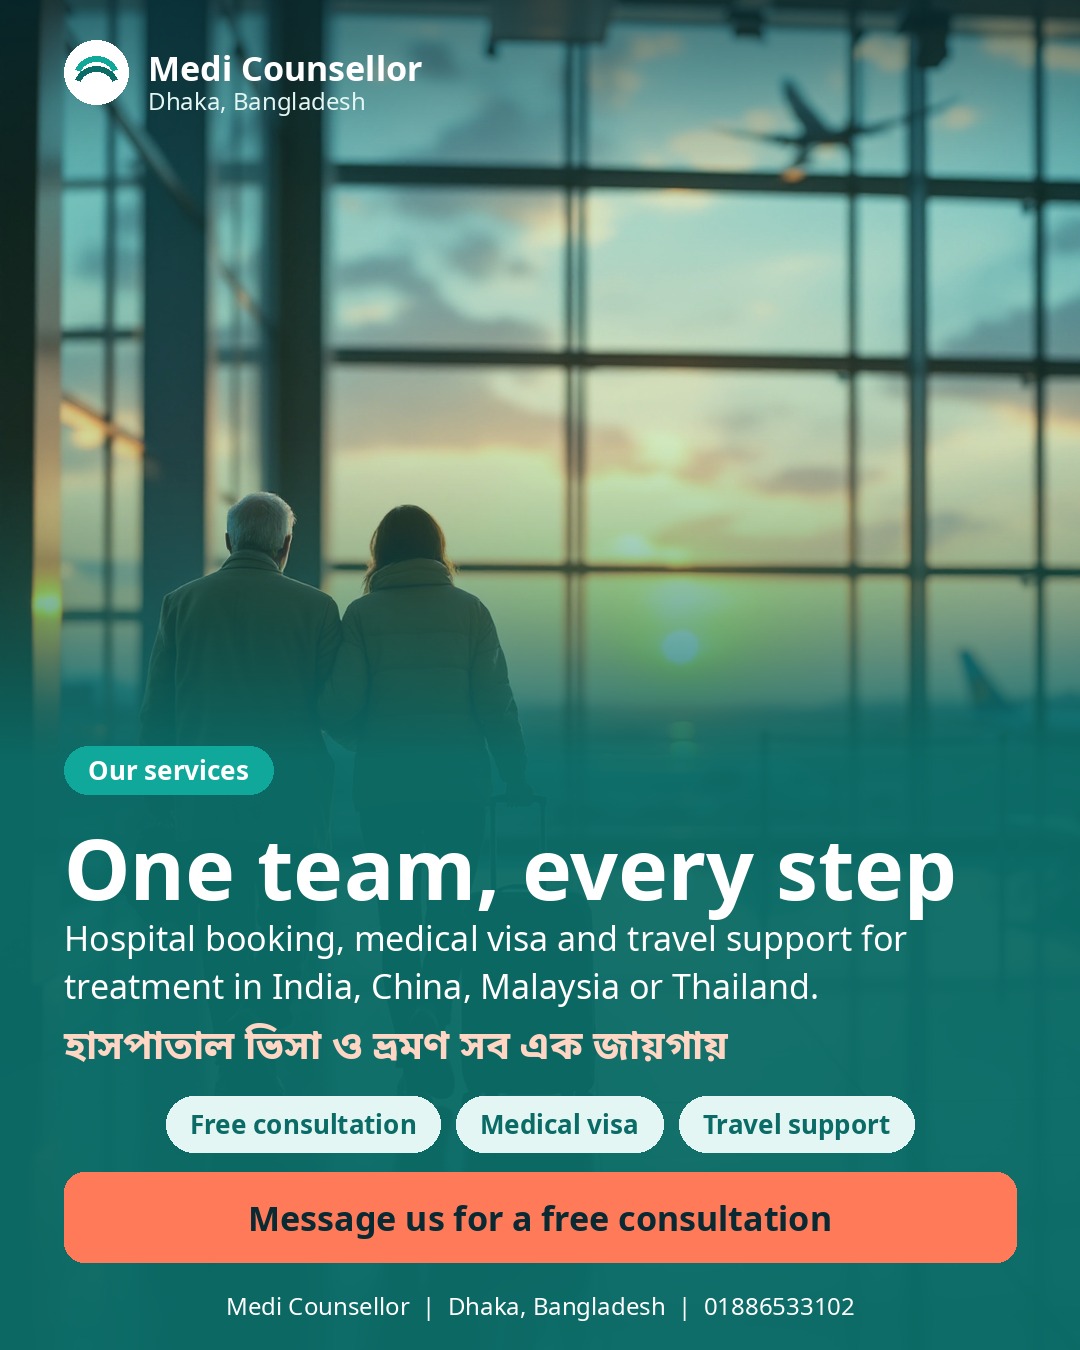 Medi Counsellor
Dhaka, Bangladesh
Our services
One team, every step
Hospital booking, medical visa and travel support for
treatment in India, China, Malaysia or Thailand.
হাসপাতাল ভিসা ও ভ্রমণ সব এক জায়গায়
Free consultation
Medical visa
Travel support
Message us for a free consultation
Medi Counsellor | Dhaka, Bangladesh | 01886533102